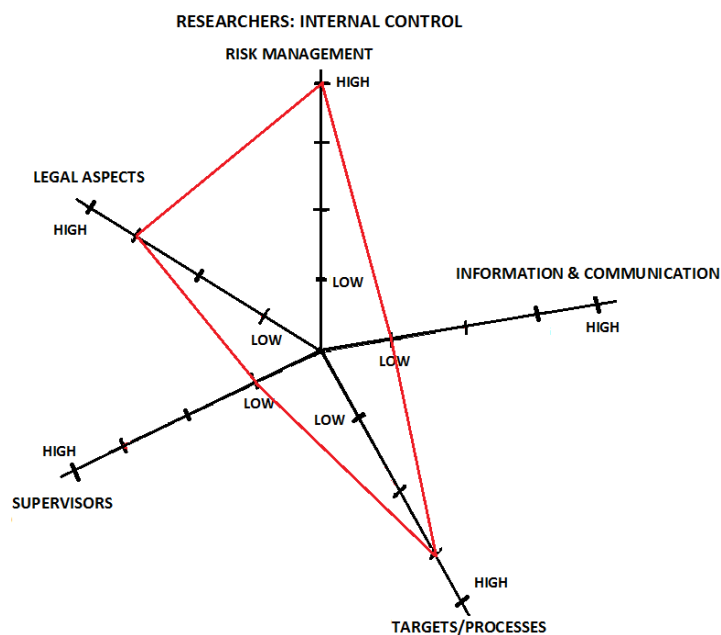 RESEARCHERS: INTERNAL CONTROL
RISK MANAGEMENT
HIGH
LEGAL ASPECTS
HIGH
LOW
INFORMATION & COMMUNICATION
HIGH
LOW
LOW
LOW
LOW
HIGH
SUPERVISORS
HIGH
TARGETS/PROCESSES